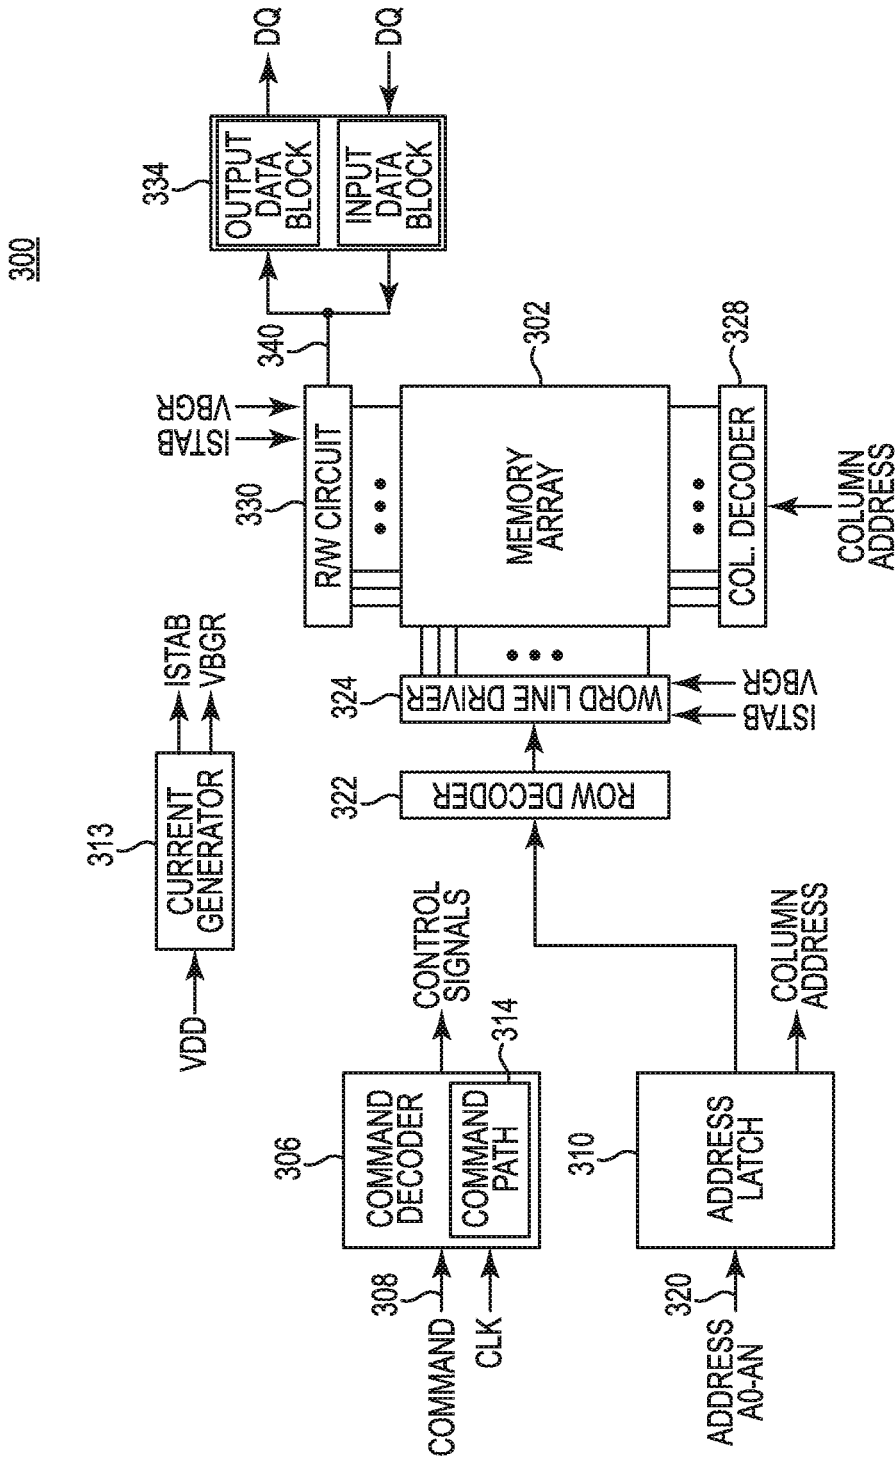 300
VDD
313
CURRENT
GENERATOR
ISTAB
VBGR
COMMAND
308
CLK
306
COMMAND
DECODER
COMMAND
PATH
314
CONTROL
SIGNALS
ADDRESS
A0-AN
320
310
ADDRESS
LATCH
COLUMN
ADDRESS
322
ROW DECODER
324
WORD LINE DRIVER
ISTAB
VBGR
330
R/W CIRCUIT
ISTAB
VBGR
340
MEMORY
ARRAY
302
COL. DECODER
328
COLUMN
ADDRESS
334
OUTPUT
DATA
BLOCK
INPUT
DATA
BLOCK
DQ
DQ